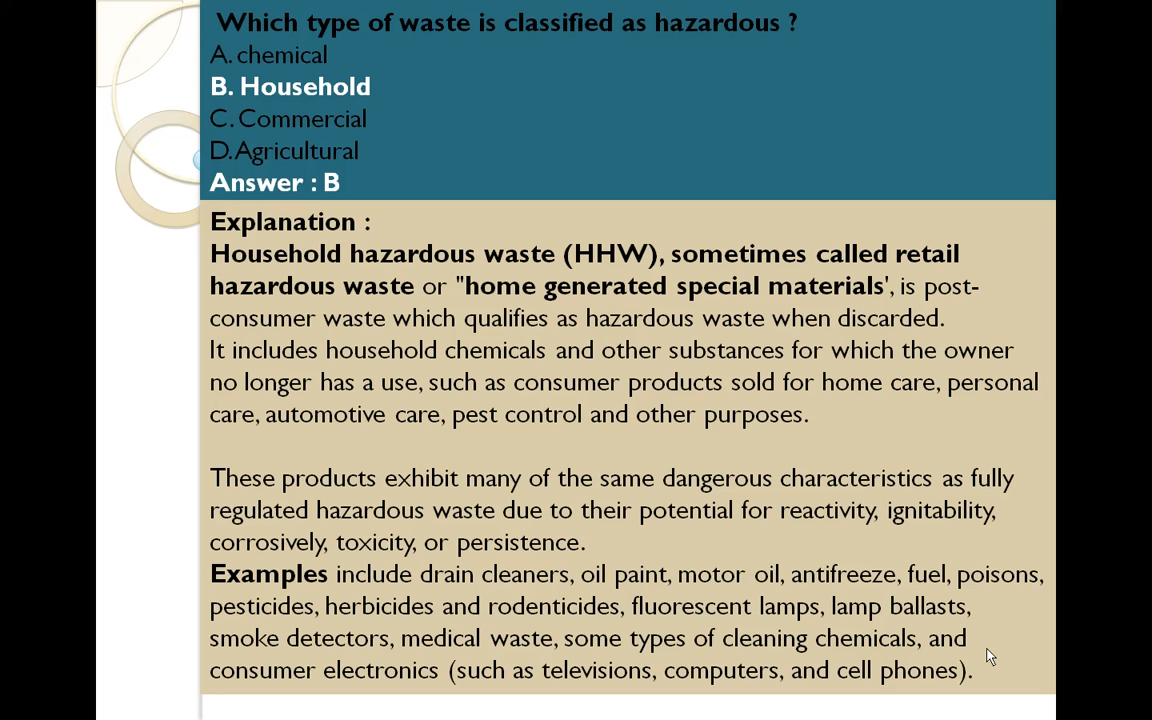 Which type of waste is classified as hazardous ?
A. chemical
B. Household
C. Commercial
D. Agricultural
Answer : B
Explanation :
Household hazardous waste (HHW), sometimes called retail
hazardous waste or "home generated special materials', is post-
consumer waste which qualifies as hazardous waste when discarded.
It includes household chemicals and other substances for which the owner
no longer has a use, such as consumer products sold for home care, personal
care, automotive care, pest control and other purposes.
These products exhibit many of the same dangerous characteristics as fully
regulated hazardous waste due to their potential for reactivity, ignitability,
corrosively, toxicity, or persistence.
Examples include drain cleaners, oil paint, motor oil, antifreeze, fuel, poisons,
pesticides, herbicides and rodenticides, fluorescent lamps, lamp ballasts,
smoke detectors, medical waste, some types of cleaning chemicals, and
consumer electronics (such as televisions, computers, and cell phones).